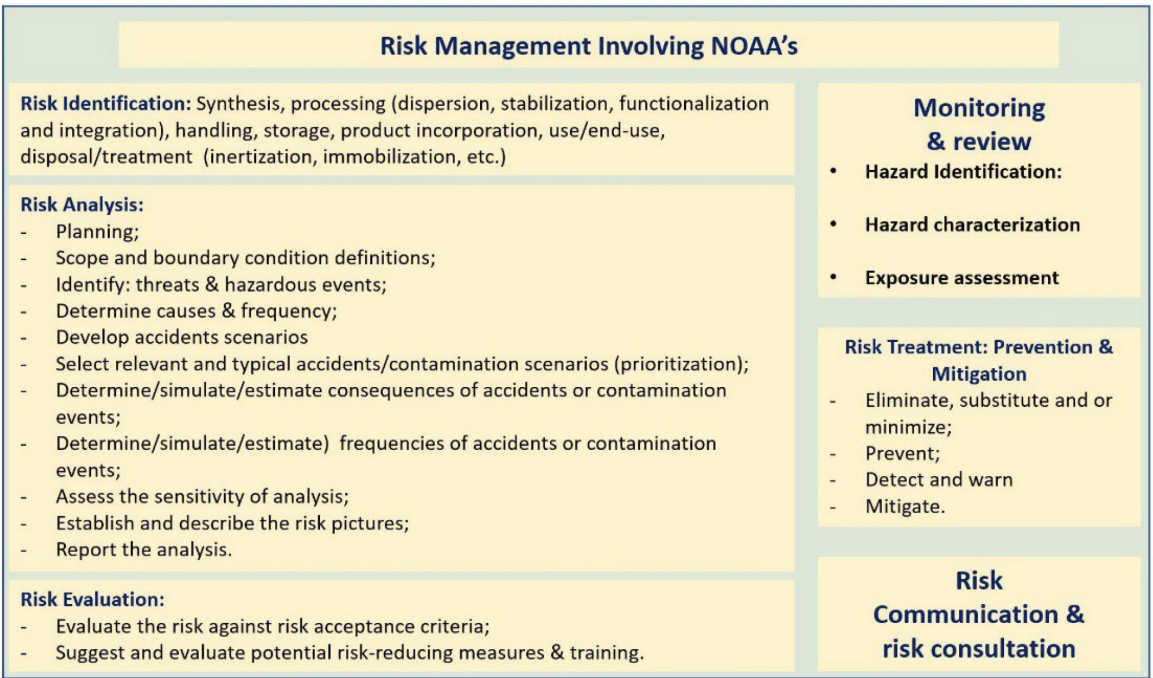 Risk Management Involving NOAA’s
Risk Identification: Synthesis, processing (dispersion, stabilization, functionalization
and integration), handling, storage, product incorporation, use/end-use,
disposal/treatment (inertization, immobilization, etc.)
Risk Analysis:
- Planning;
- Scope and boundary condition definitions;
- Identify: threats & hazardous events;
- Determine causes & frequency;
- Develop accidents scenarios
- Select relevant and typical accidents/contamination scenarios (prioritization);
- Determine/simulate/estimate consequences of accidents or contamination
events;
- Determine/simulate/estimate) frequencies of accidents or contamination
events;
- Assess the sensitivity of analysis;
- Establish and describe the risk pictures;
- Report the analysis.
Risk Evaluation:
- Evaluate the risk against risk acceptance criteria;
- Suggest and evaluate potential risk-reducing measures & training.
Monitoring
& review
• Hazard Identification:
• Hazard characterization
• Exposure assessment
Risk Treatment: Prevention &
Mitigation
- Eliminate, substitute and or
minimize;
- Prevent;
- Detect and warn
- Mitigate.
Risk
Communication &
risk consultation